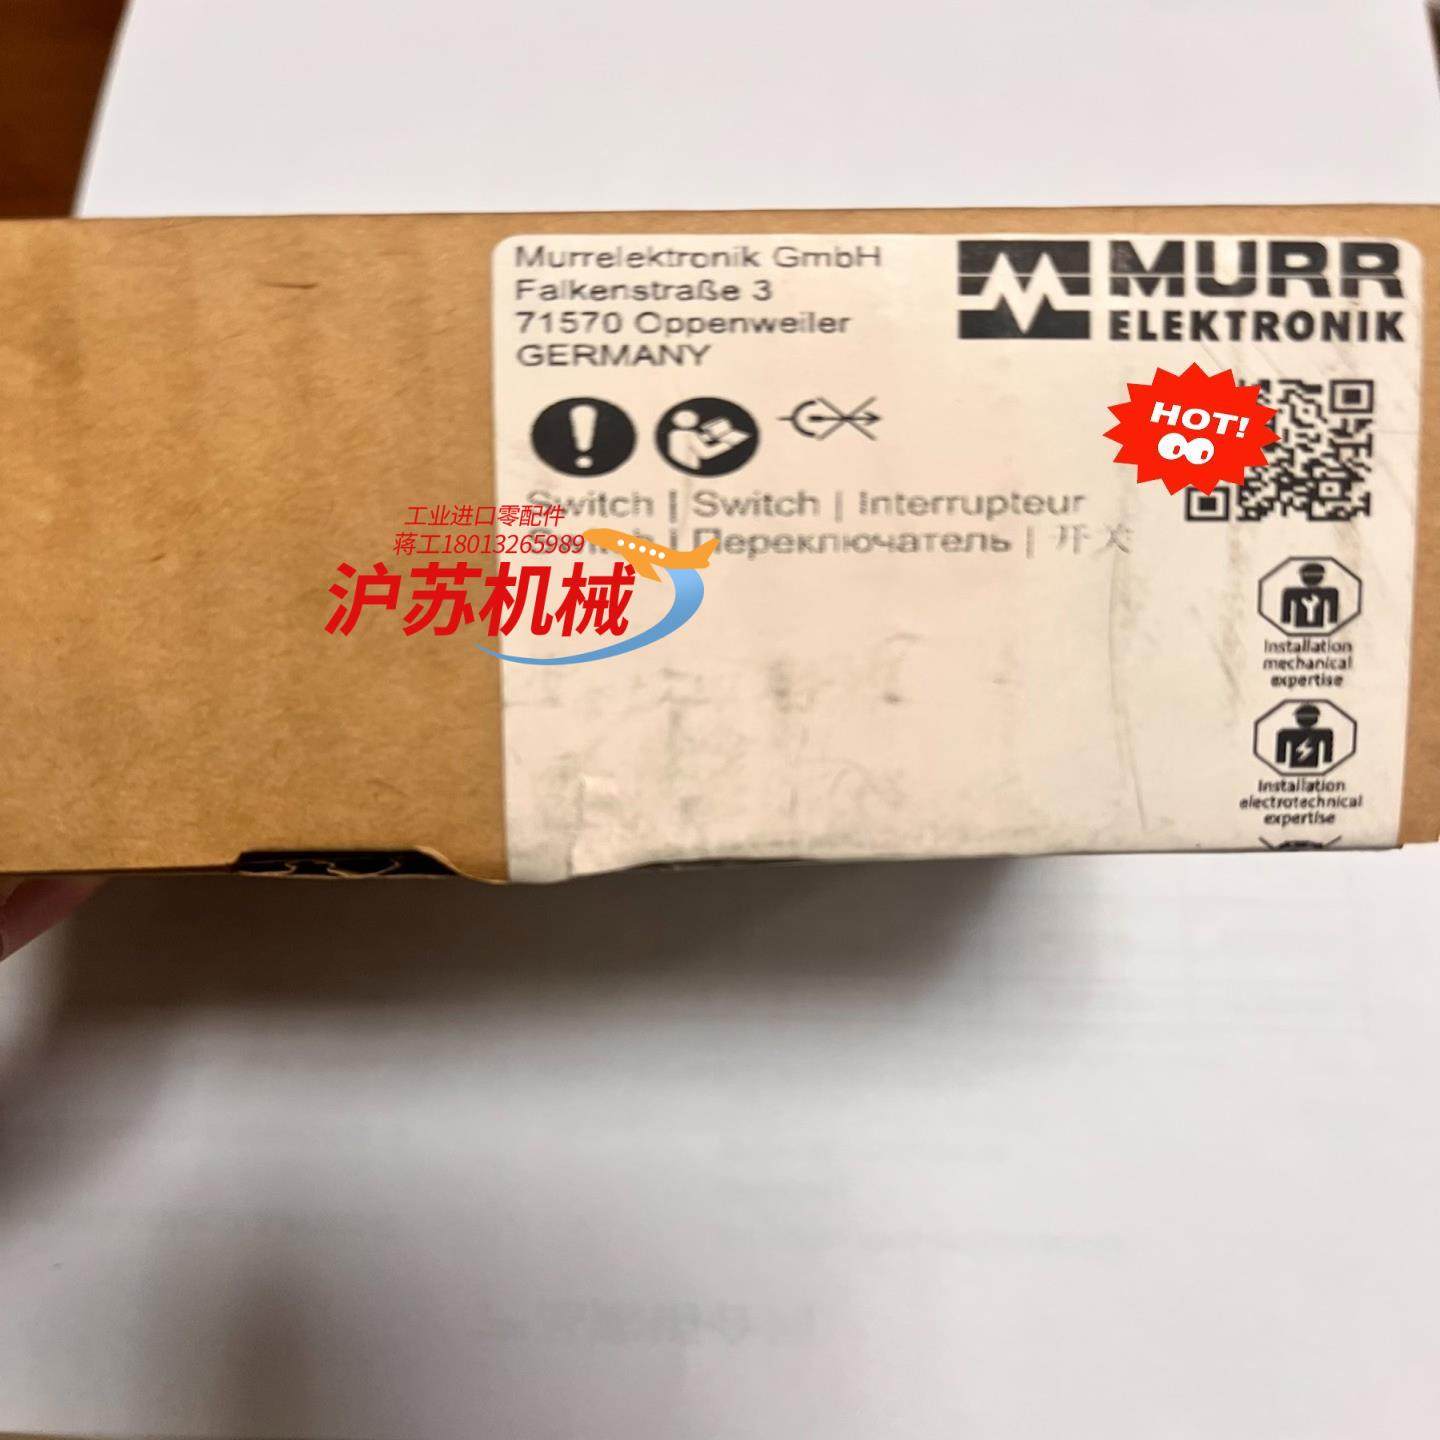 Murrelektronik GmbH
Falkenstraße 3
71570 Oppenweiler
GERMANY
MURR
ELEKTRONIK
HOT!
Switch | Switch | Interrupteur
Switch | Переключатель | 开关
工业进口零配件
蒋工18013265989
沪苏机械
Installation
mechanical
expertise
Installation
electrotechnical
expertise